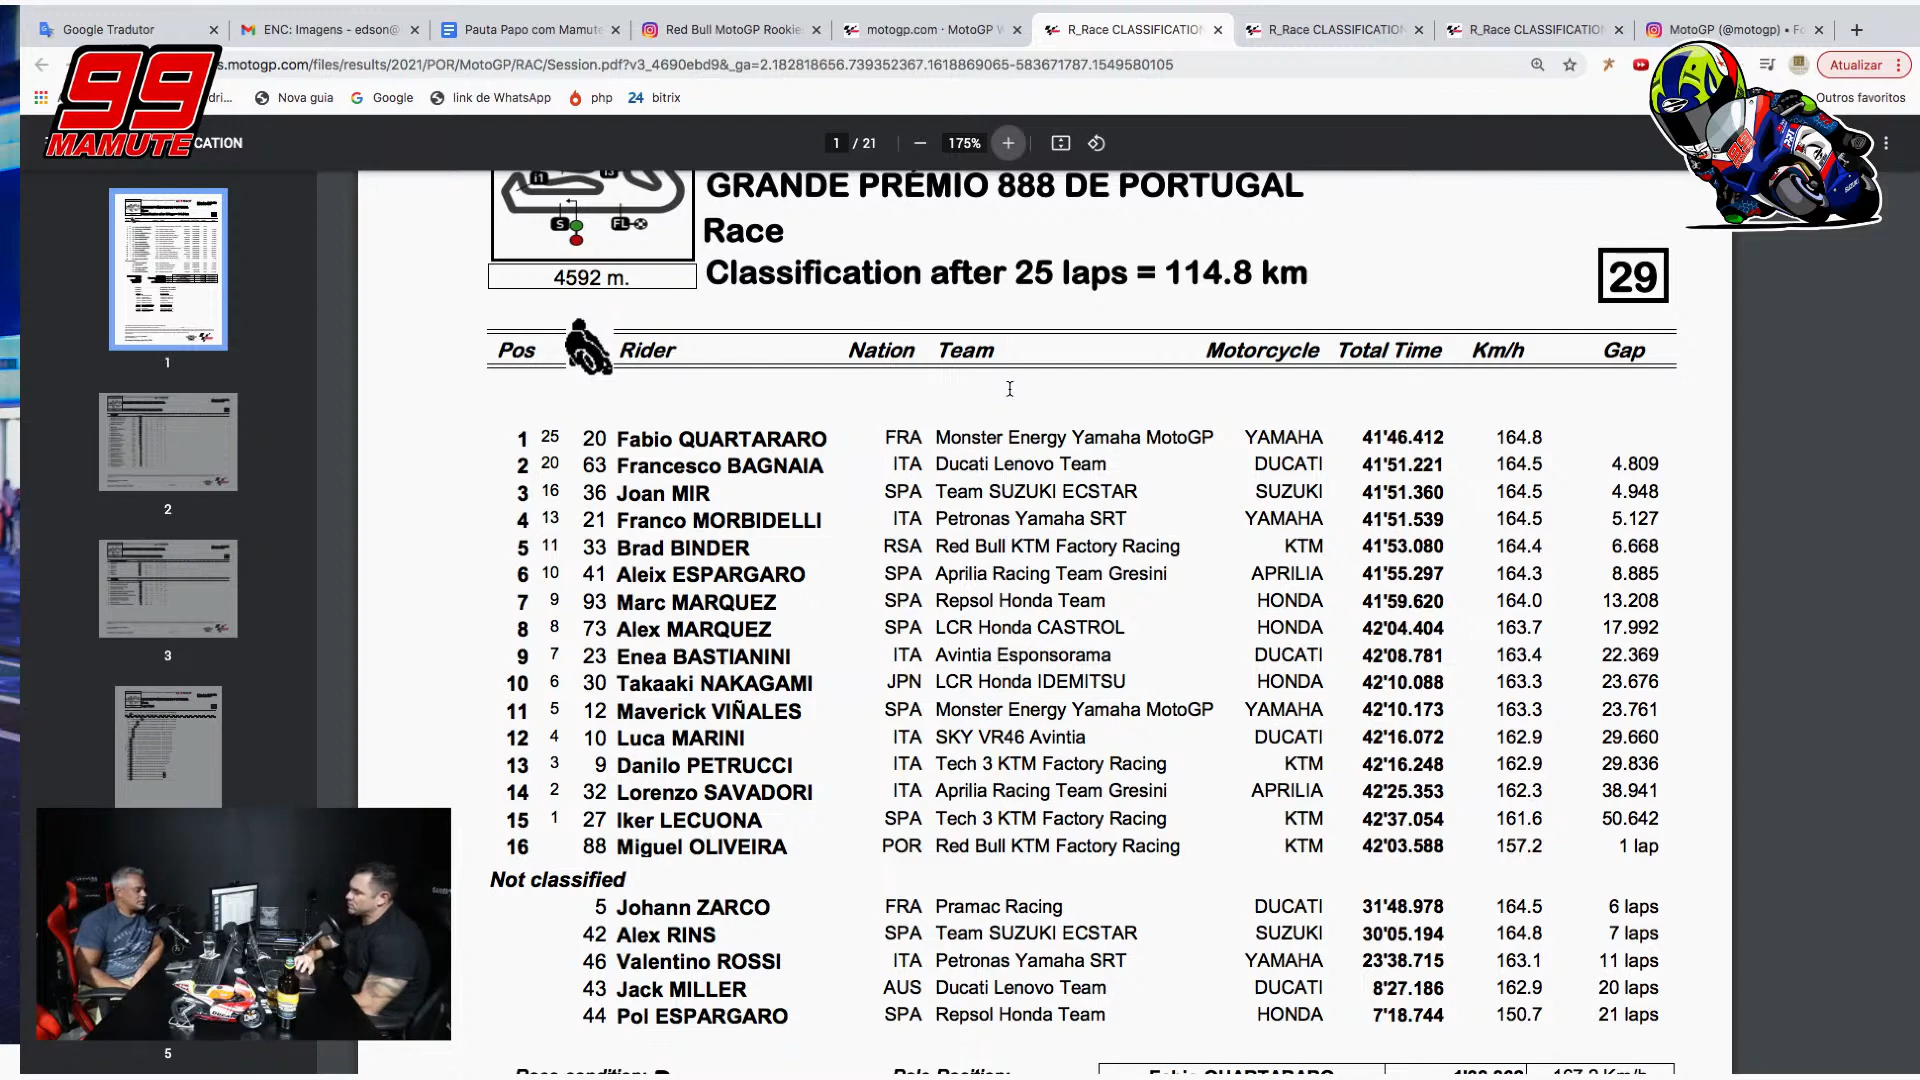 Google Tradutor
ENC: Imagens - edson@
Pauta Papo com Mamute
Red Bull MotoGP Rookie
motogp.com · MotoGP W
R_Race CLASSIFICATION
R_Race CLASSIFICATION
R_Race CLASSIFICATION
MotoGP (@motogp) • Fo
s.motogp.com/files/results/2021/POR/MotoGP/RAC/Session.pdf?v3_4690ebd9&_ga=2.182818656.739352367.1618869065-583671787.1549580105
Atualizar
Nova guia
Google
link de WhatsApp
php
24 bitrix
Outros favoritos
99
MAMUTE
CATION
1 / 21
175%
GRANDE PRÉMIO 888 DE PORTUGAL
Race
Classification after 25 laps = 114.8 km
29
i1
S
FL
4592 m.
Pos Rider Nation Team Motorcycle Total Time Km/h Gap
1 25 20 Fabio QUARTARARO FRA Monster Energy Yamaha MotoGP YAMAHA 41'46.412 164.8
2 20 63 Francesco BAGNAIA ITA Ducati Lenovo Team DUCATI 41'51.221 164.5 4.809
3 16 36 Joan MIR SPA Team SUZUKI ECSTAR SUZUKI 41'51.360 164.5 4.948
4 13 21 Franco MORBIDELLI ITA Petronas Yamaha SRT YAMAHA 41'51.539 164.5 5.127
5 11 33 Brad BINDER RSA Red Bull KTM Factory Racing KTM 41'53.080 164.4 6.668
6 10 41 Aleix ESPARGARO SPA Aprilia Racing Team Gresini APRILIA 41'55.297 164.3 8.885
7 9 93 Marc MARQUEZ SPA Repsol Honda Team HONDA 41'59.620 164.0 13.208
8 8 73 Alex MARQUEZ SPA LCR Honda CASTROL HONDA 42'04.404 163.7 17.992
9 7 23 Enea BASTIANINI ITA Avintia Esponsorama DUCATI 42'08.781 163.4 22.369
10 6 30 Takaaki NAKAGAMI JPN LCR Honda IDEMITSU HONDA 42'10.088 163.3 23.676
11 5 12 Maverick VIÑALES SPA Monster Energy Yamaha MotoGP YAMAHA 42'10.173 163.3 23.761
12 4 10 Luca MARINI ITA SKY VR46 Avintia DUCATI 42'16.072 162.9 29.660
13 3 9 Danilo PETRUCCI ITA Tech 3 KTM Factory Racing KTM 42'16.248 162.9 29.836
14 2 32 Lorenzo SAVADORI ITA Aprilia Racing Team Gresini APRILIA 42'25.353 162.3 38.941
15 1 27 Iker LECUONA SPA Tech 3 KTM Factory Racing KTM 42'37.054 161.6 50.642
16 88 Miguel OLIVEIRA POR Red Bull KTM Factory Racing KTM 42'03.588 157.2 1 lap
Not classified
5 Johann ZARCO FRA Pramac Racing DUCATI 31'48.978 164.5 6 laps
42 Alex RINS SPA Team SUZUKI ECSTAR SUZUKI 30'05.194 164.8 7 laps
46 Valentino ROSSI ITA Petronas Yamaha SRT YAMAHA 23'38.715 163.1 11 laps
43 Jack MILLER AUS Ducati Lenovo Team DUCATI 8'27.186 162.9 20 laps
44 Pol ESPARGARO SPA Repsol Honda Team HONDA 7'18.744 150.7 21 laps
1
2
3
5